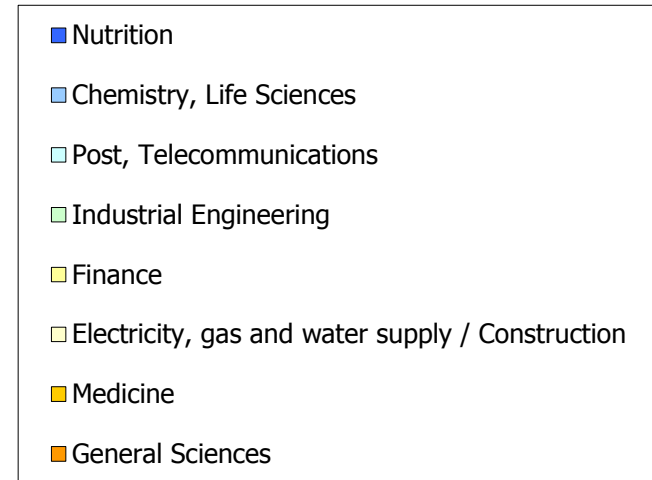 Nutrition
Chemistry, Life Sciences
Post, Telecommunications
Industrial Engineering
Finance
Electricity, gas and water supply / Construction
Medicine
General Sciences